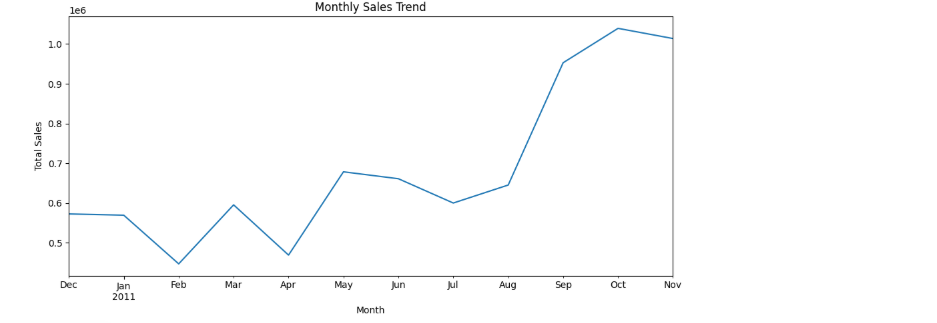 Monthly Sales Trend
1e6
1.0
0.9
0.8
0.7
0.6
0.5
Total Sales
Dec Jan Feb Mar Apr May Jun Jul Aug Sep Oct Nov
2011
Month